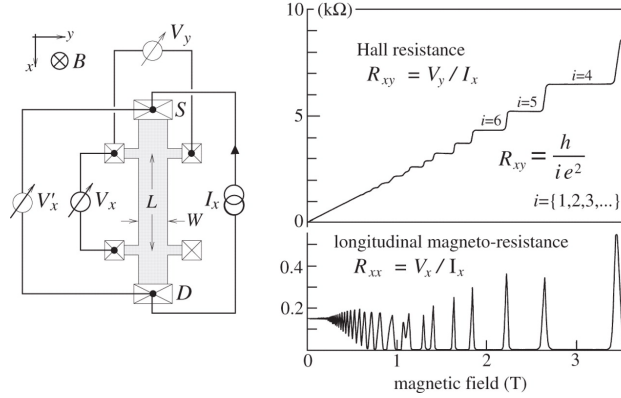 y
x
B
V_y
S
V'_x
V_x
L
W
I_x
D
10
(kΩ)
Hall resistance
R_xy = V_y / I_x
i=4
i=5
i=6
5
R_xy = h / ie²
i={1,2,3,...}
0
longitudinal magneto-resistance
R_xx = V_x / I_x
0.4
0.2
0 1 2 3
magnetic field (T)